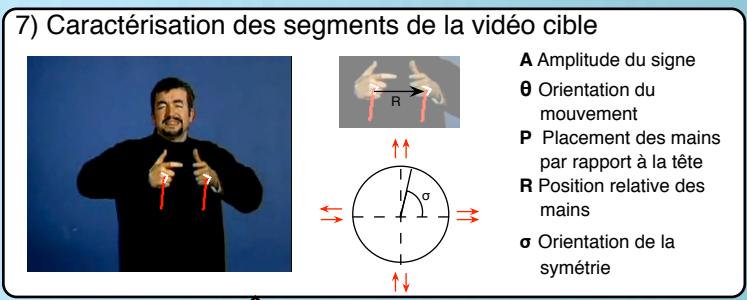 7) Caractérisation des segments de la vidéo cible
R
σ
A Amplitude du signe
θ Orientation du
mouvement
P Placement des mains
par rapport à la tête
R Position relative des
mains
σ Orientation de la
symétrie